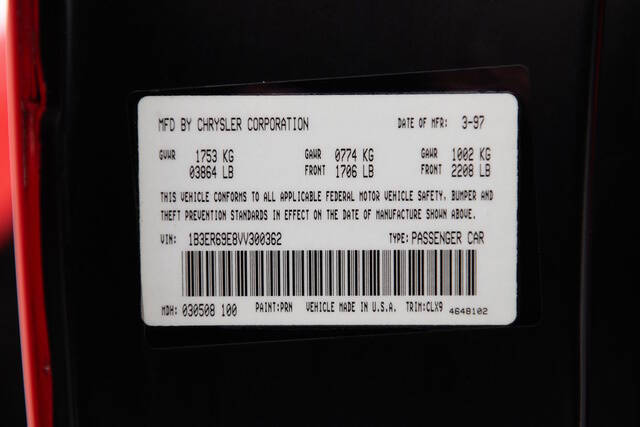 MFD BY CHRYSLER CORPORATION DATE OF MFR: 3-97
GVWR 1753 KG GAWR 0774 KG GAWR 1002 KG
03864 LB FRONT 1706 LB FRONT 2208 LB
THIS VEHICLE CONFORMS TO ALL APPLICABLE FEDERAL MOTOR VEHICLE SAFETY, BUMPER AND
THEFT PREVENTION STANDARDS IN EFFECT ON THE DATE OF MANUFACTURE SHOWN ABOVE.
VIN: 1B3ER69E8VV300362 TYPE: PASSENGER CAR
MDH: 030508 100 PAINT:PRN VEHICLE MADE IN U.S.A. TRIM:CLX9 4648102